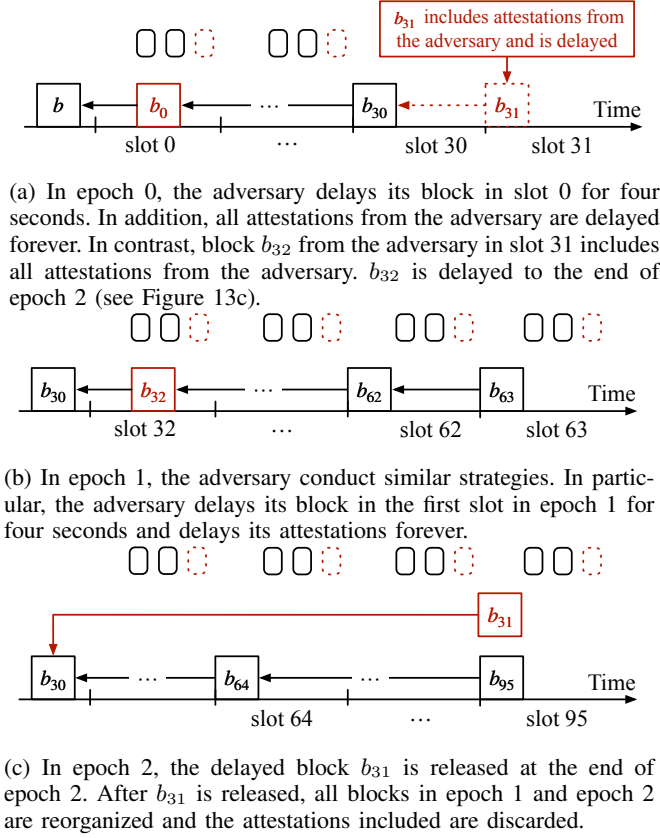 b₃₁ includes attestations from
the adversary and is delayed
b b₀ ... b₃₀ b₃₁ Time
slot 0 ... slot 30 slot 31
(a) In epoch 0, the adversary delays its block in slot 0 for four
seconds. In addition, all attestations from the adversary are delayed
forever. In contrast, block b₃₂ from the adversary in slot 31 includes
all attestations from the adversary. b₃₂ is delayed to the end of
epoch 2 (see Figure 13c).
b₃₀ b₃₂ ... b₆₂ b₆₃ Time
slot 32 ... slot 62 slot 63
(b) In epoch 1, the adversary conduct similar strategies. In partic-
ular, the adversary delays its block in the first slot in epoch 1 for
four seconds and delays its attestations forever.
b₃₁
b₃₀ ... b₆₄ ... b₉₅ Time
slot 64 ... slot 95
(c) In epoch 2, the delayed block b₃₁ is released at the end of
epoch 2. After b₃₁ is released, all blocks in epoch 1 and epoch 2
are reorganized and the attestations included are discarded.